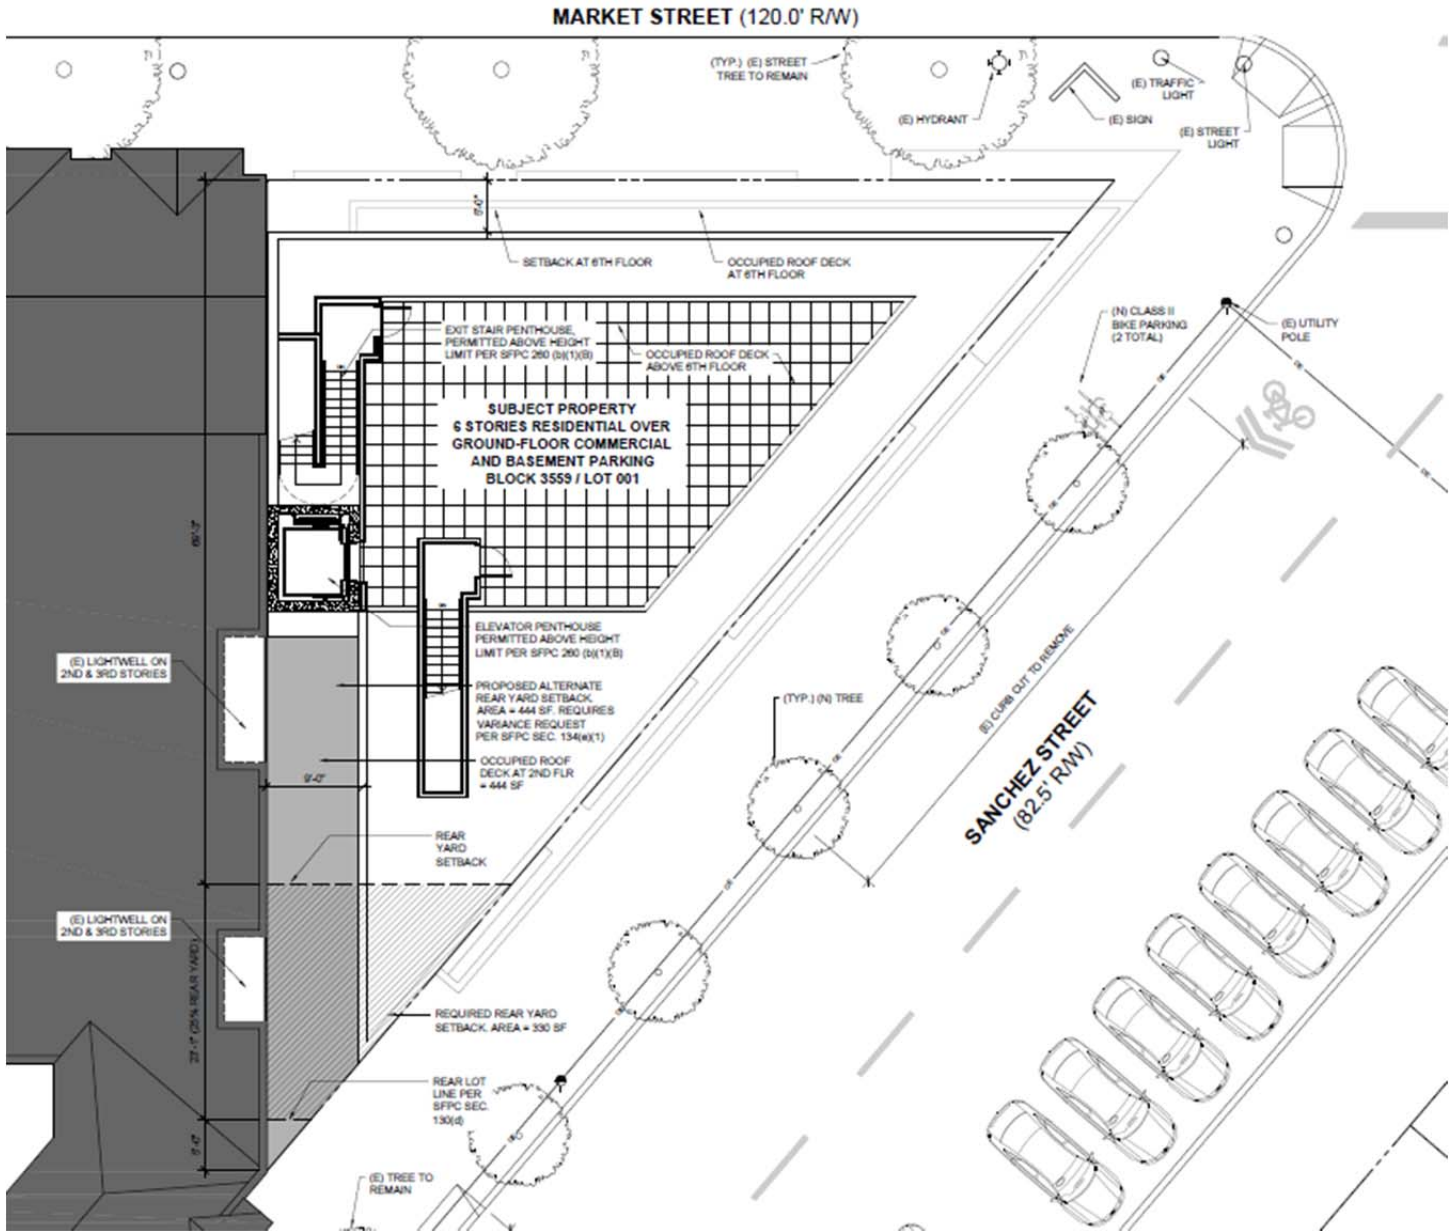 MARKET STREET (120.0' R/W)
(TYP.) (E) STREET
TREE TO REMAIN
(E) HYDRANT
(E) SIGN
(E) TRAFFIC
LIGHT
(E) STREET
LIGHT
6'-0"
SETBACK AT 6TH FLOOR
OCCUPIED ROOF DECK
AT 6TH FLOOR
(N) CLASS II
BIKE PARKING
(2 TOTAL)
(E) UTILITY
POLE
EXIT STAIR PENTHOUSE,
PERMITTED ABOVE HEIGHT
LIMIT PER SFPC 260 (b)(1)(B)
OCCUPIED ROOF DECK
ABOVE 6TH FLOOR
SUBJECT PROPERTY
6 STORIES RESIDENTIAL OVER
GROUND-FLOOR COMMERCIAL
AND BASEMENT PARKING
BLOCK 3559 / LOT 001
ELEVATOR PENTHOUSE
PERMITTED ABOVE HEIGHT
LIMIT PER SFPC 260 (b)(1)(B)
(E) LIGHTWELL ON
2ND & 3RD STORIES
PROPOSED ALTERNATE
REAR YARD SETBACK.
AREA = 444 SF. REQUIRES
VARIANCE REQUEST
PER SFPC SEC. 134(e)(1)
(E) CURB CUT TO REMOVE
(TYP.) (N) TREE
SANCHEZ STREET
(82.5' R/W)
OCCUPIED ROOF
DECK AT 2ND FLR
= 444 SF
9'-0"
REAR
YARD
SETBACK
(E) LIGHTWELL ON
2ND & 3RD STORIES
(25% REAR YARD)
REQUIRED REAR YARD
SETBACK. AREA = 330 SF
REAR LOT
LINE PER
SFPC SEC.
130(d)
(E) TREE TO
REMAIN